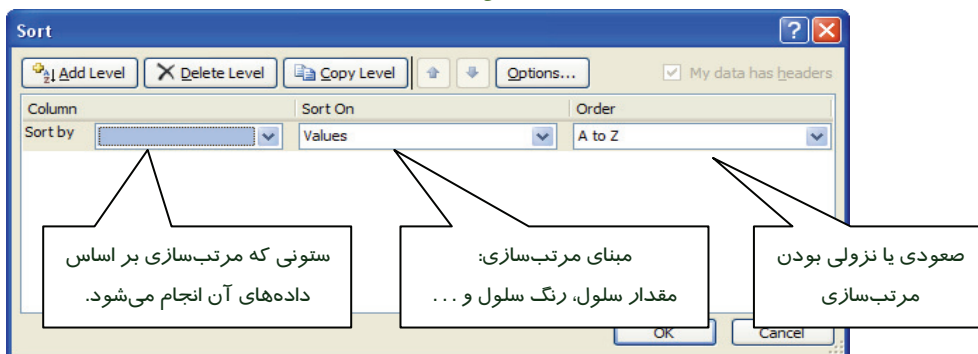 Sort
Add Level Delete Level Copy Level Options... My data has headers
Column Sort On Order
Sort by Values A to Z
ستونی که مرتب‌سازی بر اساس
داده‌های آن انجام می‌شود.
مبنای مرتب‌سازی:
مقدار سلول، رنگ سلول و ...
صعودی یا نزولی بودن
مرتب‌سازی
OK Cancel